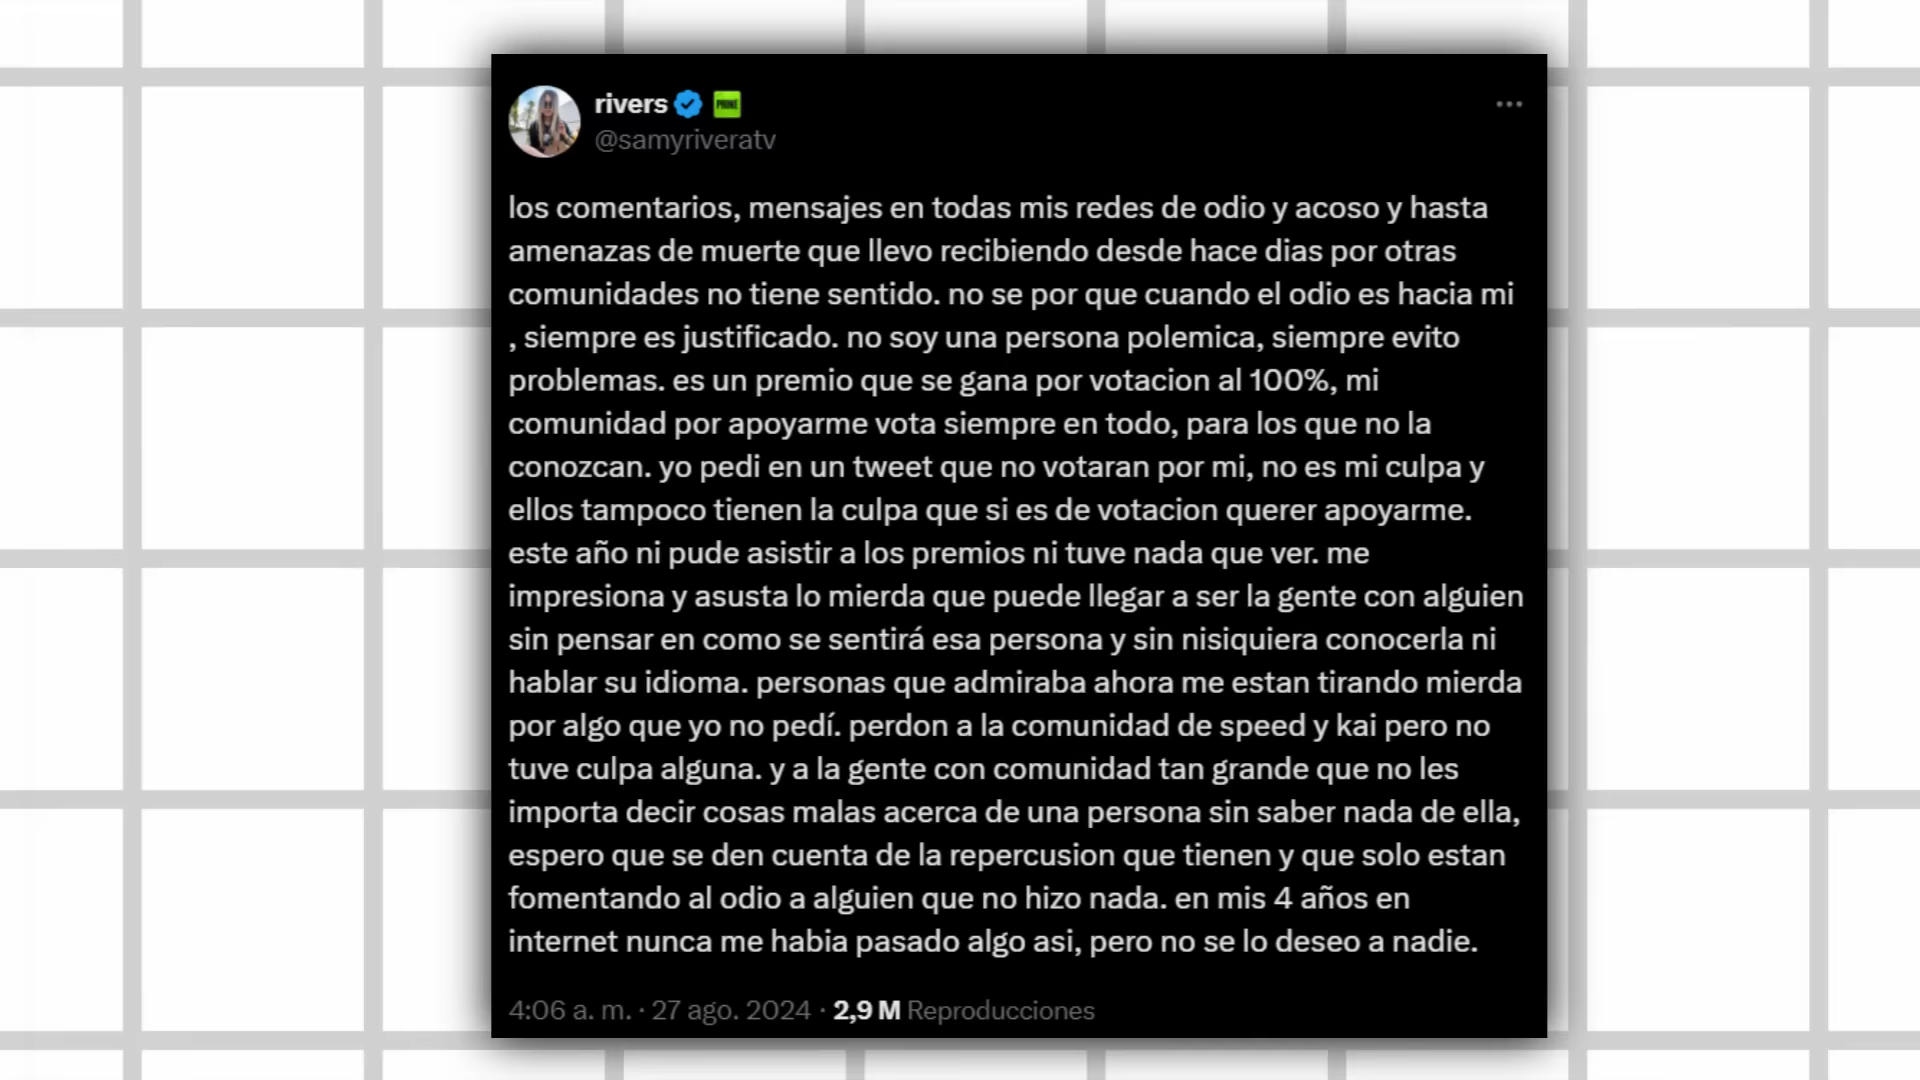 rivers PRIME
@samyriveratv
los comentarios, mensajes en todas mis redes de odio y acoso y hasta
amenazas de muerte que llevo recibiendo desde hace dias por otras
comunidades no tiene sentido. no se por que cuando el odio es hacia mi
, siempre es justificado. no soy una persona polemica, siempre evito
problemas. es un premio que se gana por votacion al 100%, mi
comunidad por apoyarme vota siempre en todo, para los que no la
conozcan. yo pedi en un tweet que no votaran por mi, no es mi culpa y
ellos tampoco tienen la culpa que si es de votacion querer apoyarme.
este año ni pude asistir a los premios ni tuve nada que ver. me
impresiona y asusta lo mierda que puede llegar a ser la gente con alguien
sin pensar en como se sentirá esa persona y sin nisiquiera conocerla ni
hablar su idioma. personas que admiraba ahora me estan tirando mierda
por algo que yo no pedí. perdon a la comunidad de speed y kai pero no
tuve culpa alguna. y a la gente con comunidad tan grande que no les
importa decir cosas malas acerca de una persona sin saber nada de ella,
espero que se den cuenta de la repercusion que tienen y que solo estan
fomentando al odio a alguien que no hizo nada. en mis 4 años en
internet nunca me habia pasado algo asi, pero no se lo deseo a nadie.
4:06 a. m. · 27 ago. 2024 · 2,9 M Reproducciones